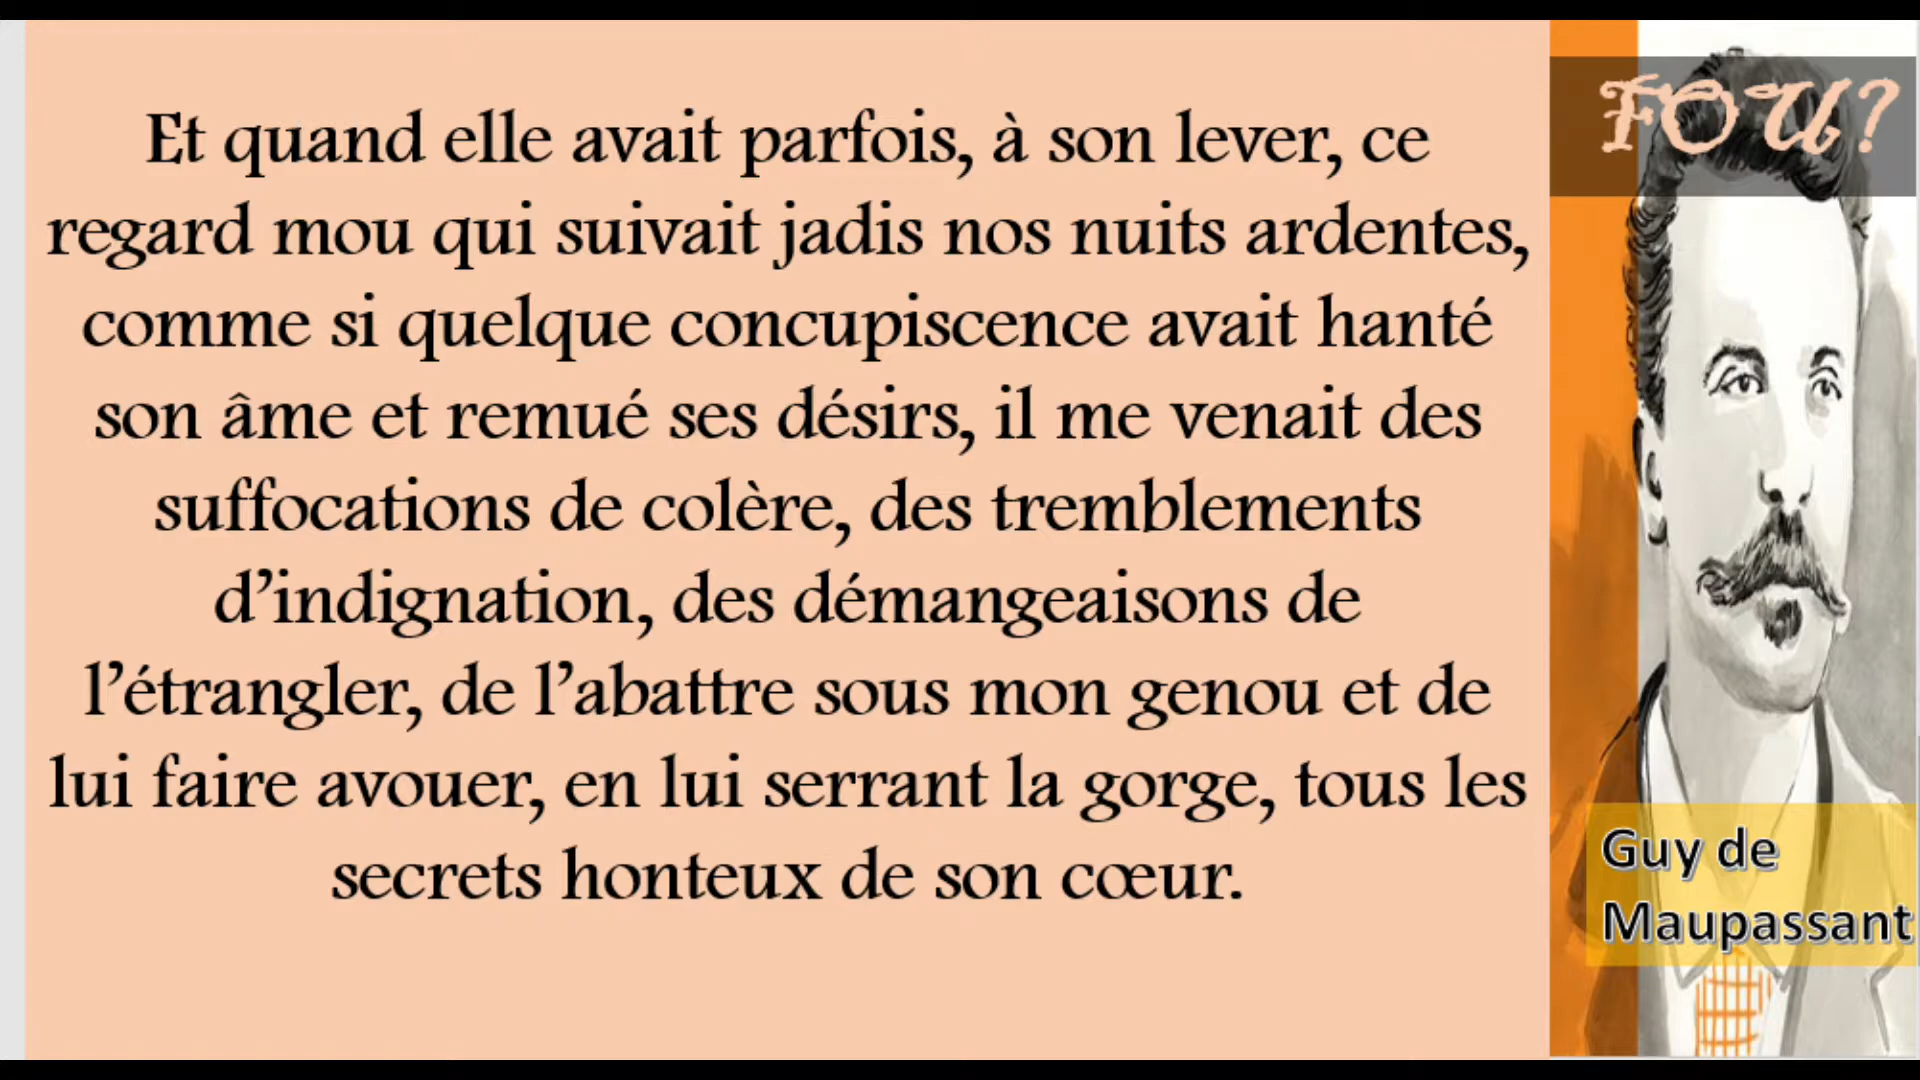 Et quand elle avait parfois, à son lever, ce
regard mou qui suivait jadis nos nuits ardentes,
comme si quelque concupiscence avait hanté
son âme et remué ses désirs, il me venait des
suffocations de colère, des tremblements
d’indignation, des démangeaisons de
l’étrangler, de l’abattre sous mon genou et de
lui faire avouer, en lui serrant la gorge, tous les
secrets honteux de son cœur.
FOU?
Guy de
Maupassant